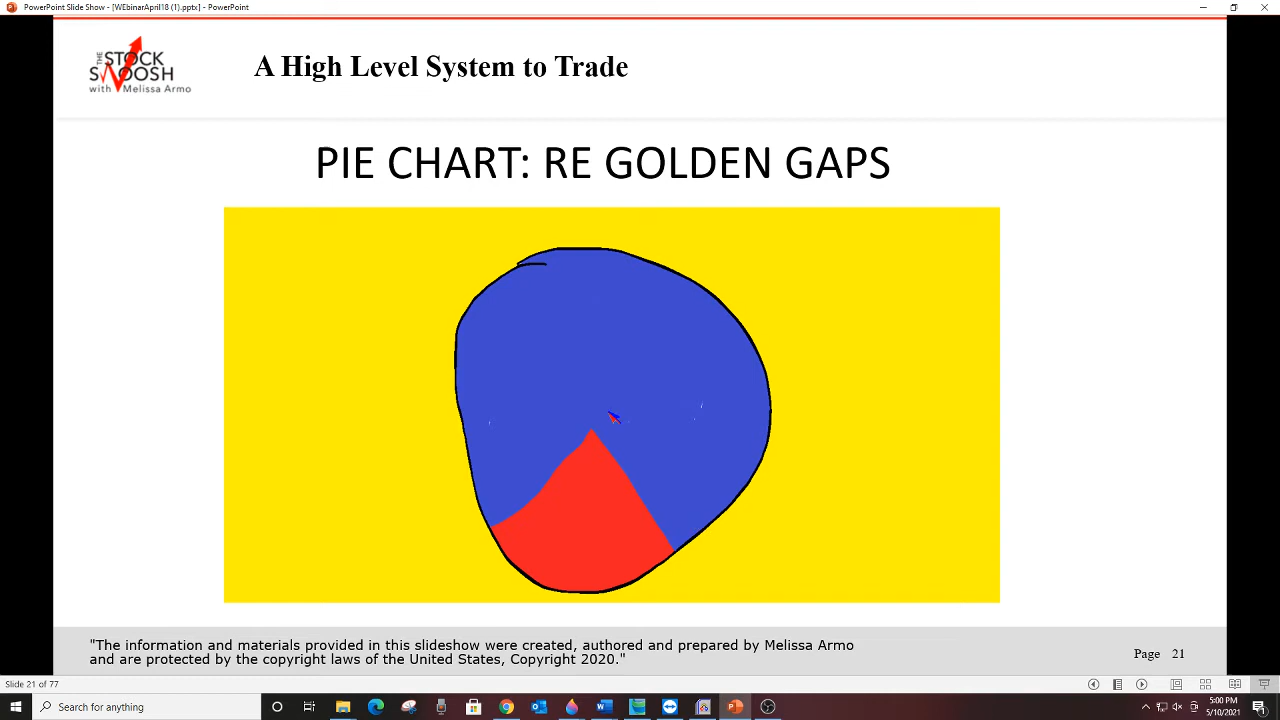 PowerPoint Slide Show - [WEbinarApril18 (1).pptx] - PowerPoint
THE
STOCK
SWOOSH
with Melissa Armo
A High Level System to Trade
PIE CHART: RE GOLDEN GAPS
"The information and materials provided in this slideshow were created, authored and prepared by Melissa Armo
and are protected by the copyright laws of the United States, Copyright 2020."
Page 21
Slide 21 of 77
Search for anything
5:00 PM
5/10/2021